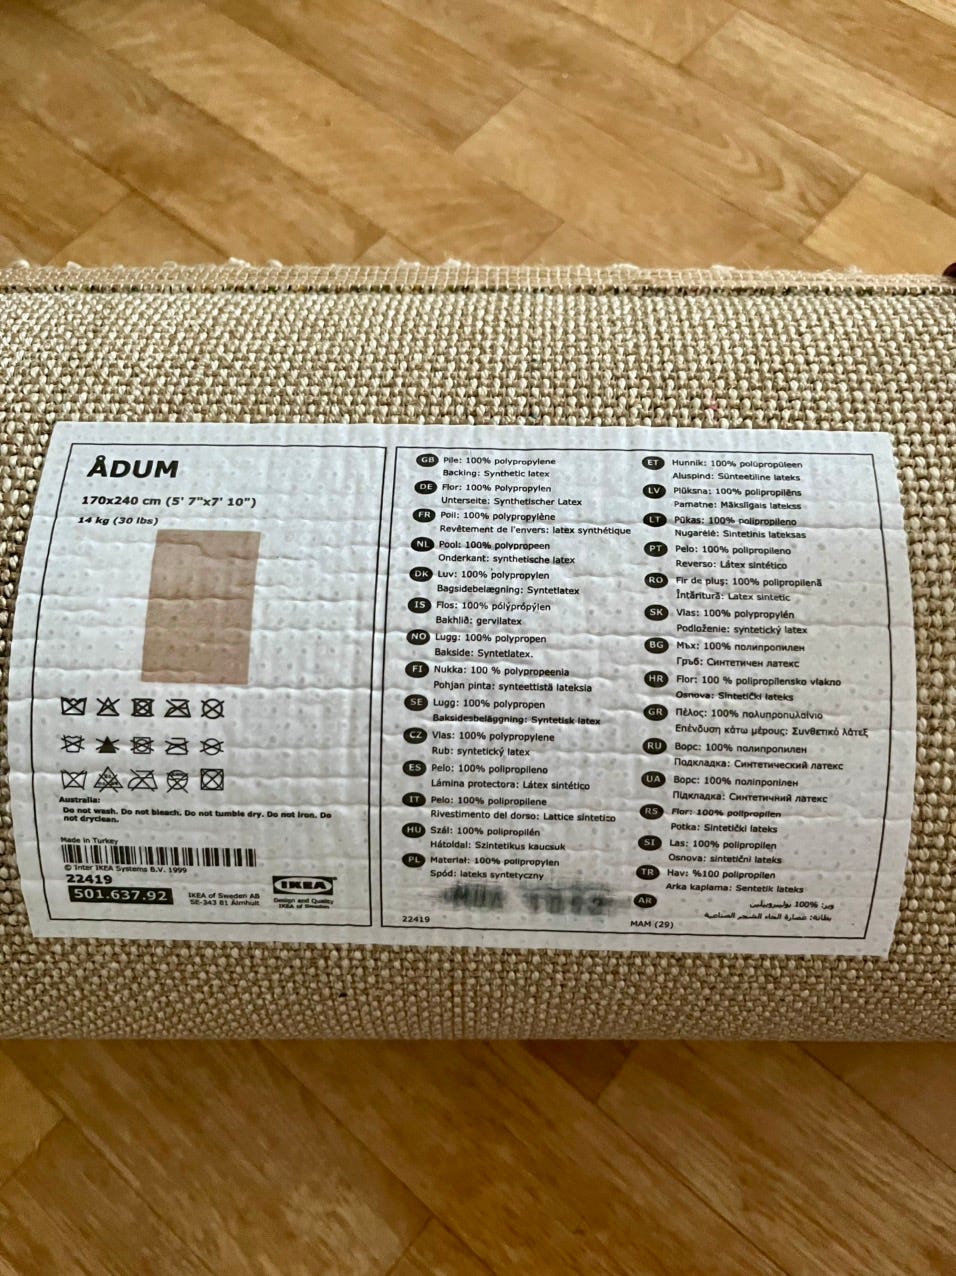 ÅDUM
170x240 cm (5' 7"x7' 10")
14 kg (30 lbs)
Australia:
Do not wash. Do not bleach. Do not tumble dry. Do not iron. Do
not dryclean.
Made in Turkey
© Inter IKEA Systems B.V. 1999
22419
501.637.92
IKEA of Sweden AB
SE-343 81 Älmhult
IKEA
Design and Quality
IKEA of Sweden
GB Pile: 100% polypropylene
Backing: Synthetic latex
DE Flor: 100% Polypropylen
Unterseite: Synthetischer Latex
FR Poil: 100% polypropylène
Revêtement de l'envers: latex synthétique
NL Pool: 100% polypropeen
Onderkant: synthetische latex
DK Luv: 100% polypropylen
Bagsidebelægning: Syntetlatex
IS Flos: 100% pólýprópýlen
Bakhlið: gervilatex
NO Lugg: 100% polypropen
Bakside: Syntetlatex.
FI Nukka: 100 % polypropeenia
Pohjan pinta: synteettistä lateksia
SE Lugg: 100% polypropen
Baksidesbeläggning: Syntetisk latex
CZ Vlas: 100% polypropylene
Rub: syntetický latex
ES Pelo: 100% polipropileno
Lámina protectora: Látex sintético
IT Pelo: 100% polipropilene
Rivestimento del dorso: Lattice sintetico
HU Szál: 100% polipropilén
Hátoldal: Szintetikus kaucsuk
PL Materiał: 100% polipropylen
Spód: lateks syntetyczny
22419
ET Hunnik: 100% polüpropüleen
Aluspind: Sünteetiline lateks
LV Plūksna: 100% polipropilēns
Pamatne: Mākslīgais latekss
LT Pūkas: 100% polipropileno
Nugarėlė: Sintetinis lateksas
PT Pelo: 100% polipropileno
Reverso: Látex sintético
RO Fir de pluş: 100% polipropilenă
Întăritură: Latex sintetic
SK Vlas: 100% polypropylén
Podloženie: syntetický latex
BG Мъх: 100% полипропилен
Гръб: Синтетичен латекс
HR Flor: 100 % polipropilensko vlakno
Osnova: Sintetički lateks
GR Πέλος: 100% πολυπροπυλαίνιο
Επένδυση κάτω μέρους: Συνθετικό λάτεξ
RU Ворс: 100% полипропилен
Подкладка: Синтетический латекс
UA Ворс: 100% поліпропілен
Підкладка: Синтетичний латекс
RS Flor: 100% polipropilen
Potka: Sintetički lateks
SI Las: 100% polipropilen
Osnova: sintetični lateks
TR Hav: %100 polipropilen
Arka kaplama: Sentetik lateks
AR وبر: 100% بوليبروبيلين
بطانة: عصارة لحاء الشجر الصناعية
MAM (29)